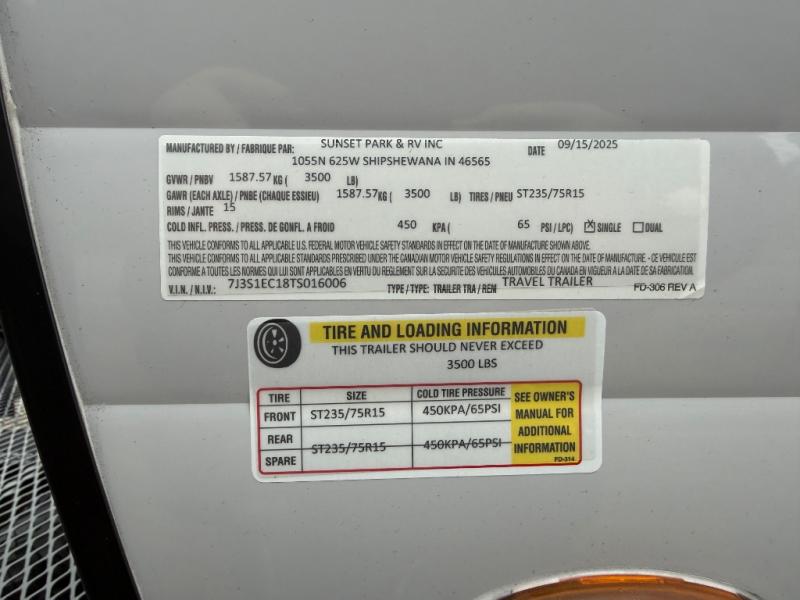 MANUFACTURED BY / FABRIQUE PAR: SUNSET PARK & RV INC DATE 09/15/2025
1055N 625W SHIPSHEWANA IN 46565
GVWR / PNBV 1587.57 KG ( 3500 LB)
GAWR (EACH AXLE) / PNBE (CHAQUE ESSIEU) 1587.57 KG ( 3500 LB) TIRES / PNEU ST235/75R15
RIMS / JANTE 15
COLD INFL. PRESS. / PRESS. DE GONFL. A FROID 450 KPA ( 65 PSI / LPC) X SINGLE DUAL
THIS VEHICLE CONFORMS TO ALL APPLICABLE U.S. FEDERAL MOTOR VEHICLE SAFETY STANDARDS IN EFFECT ON THE DATE OF MANUFACTURE SHOWN ABOVE.
THIS VEHICLE CONFORMS TO ALL APPLICABLE STANDARDS PRESCRIBED UNDER THE CANADIAN MOTOR VEHICLE SAFETY REGULATIONS IN EFFECT ON THE DATE OF MANUFACTURE - CE VEHICULE EST
CONFORME A TOUTES LES NORMES QUI LUI SONT APPLICABLES EN VERTU DU REGLEMENT SUR LA SECURITE DES VEHICULES AUTOMOBILES DU CANADA EN VIGUEUR A LA DATE DE SA FABRICATION.
V.I.N. / N.I.V.: 7J3S1EC18TS016006 TYPE / TYPE: TRAILER TRA / REM TRAVEL TRAILER FD-306 REV A
TIRE AND LOADING INFORMATION
THIS TRAILER SHOULD NEVER EXCEED
3500 LBS
TIRE SIZE COLD TIRE PRESSURE
FRONT ST235/75R15 450KPA/65PSI
REAR
SPARE ST235/75R15 450KPA/65PSI
SEE OWNER'S
MANUAL FOR
ADDITIONAL
INFORMATION
FD-314